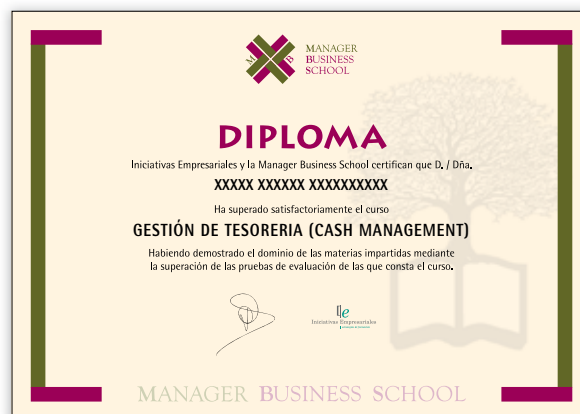 M B S
MANAGER
BUSINESS
SCHOOL
DIPLOMA
Iniciativas Empresariales y la Manager Business School certifican que D. / Dña.
XXXXX XXXXXX XXXXXXXXXX
Ha superado satisfactoriamente el curso
GESTIÓN DE TESORERIA (CASH MANAGEMENT)
Habiendo demostrado el dominio de las materias impartidas mediante
la superación de las pruebas de evaluación de las que consta el curso.
Iniciativas Empresariales
MANAGER BUSINESS SCHOOL